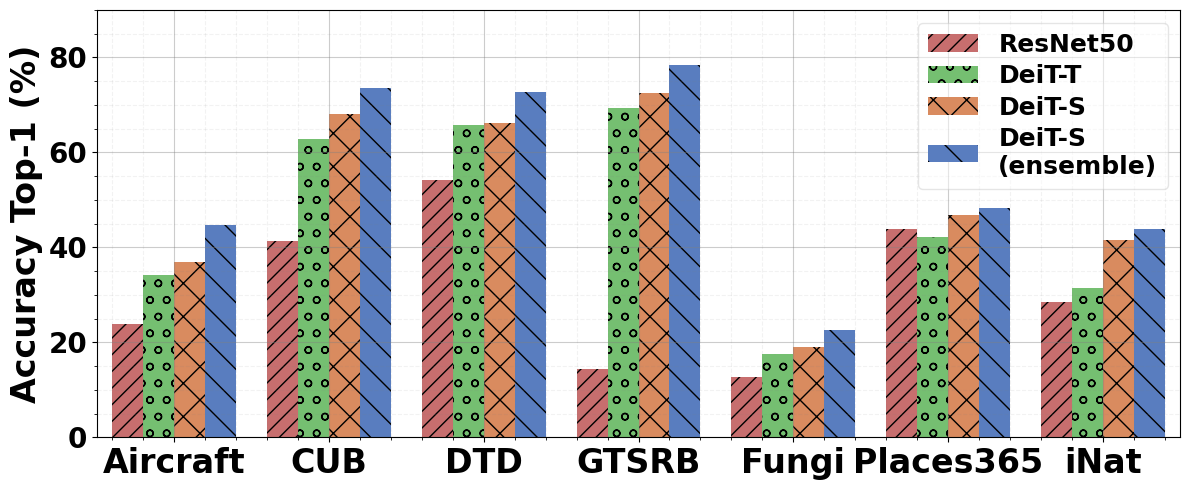 Accuracy Top-1 (%)
80
60
40
20
0
ResNet50
DeiT-T
DeiT-S
DeiT-S
(ensemble)
Aircraft CUB DTD GTSRB Fungi Places365 iNat